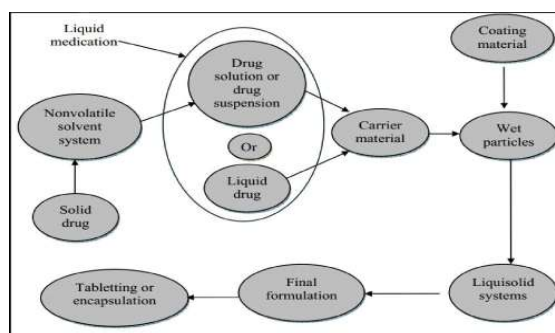 Liquid
medication
Coating
material
Drug
solution or
drug
suspension
Nonvolatile
solvent
system
Or
Carrier
material
Wet
particles
Liquid
drug
Solid
drug
Tabletting or
encapsulation
Final
formulation
Liquisolid
systems